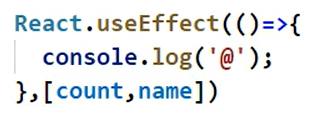 React.useEffect(()=>{
  console.log('@');
},[count,name])